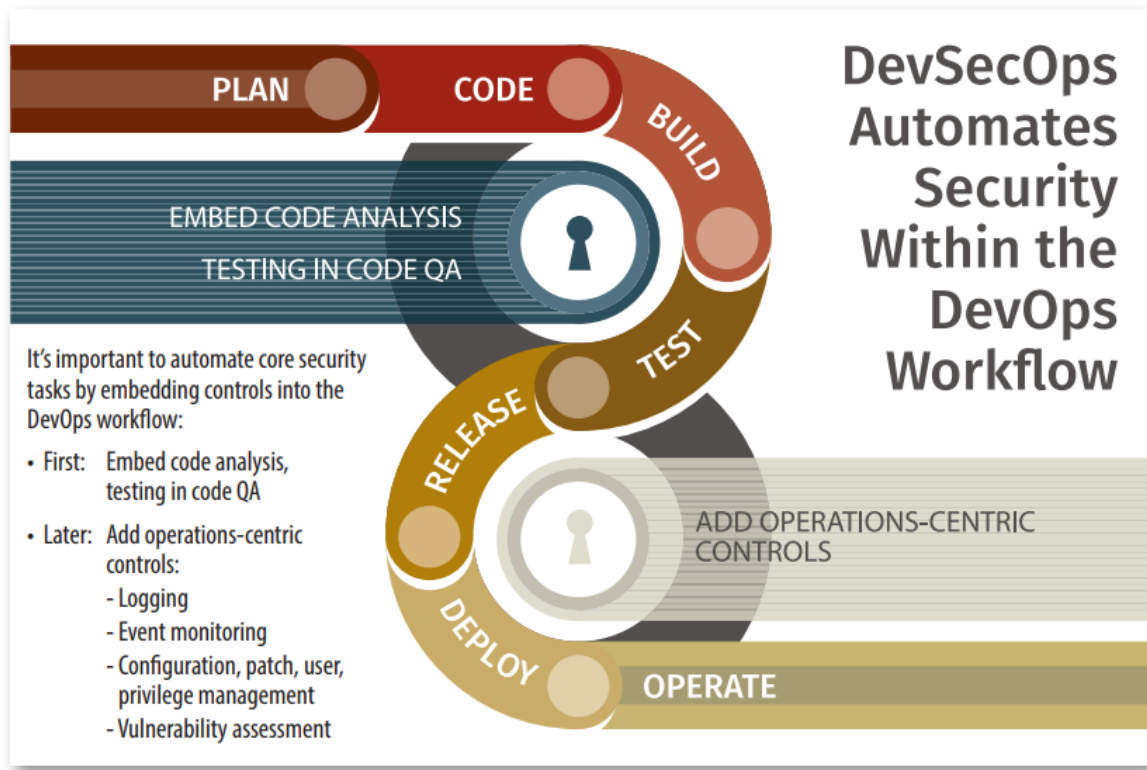 PLAN
CODE
BUILD
TEST
RELEASE
DEPLOY
OPERATE
DevSecOps
Automates
Security
Within the
DevOps
Workflow
EMBED CODE ANALYSIS
TESTING IN CODE QA
It's important to automate core security
tasks by embedding controls into the
DevOps workflow:
• First: Embed code analysis,
testing in code QA
• Later: Add operations-centric
controls:
- Logging
- Event monitoring
- Configuration, patch, user,
privilege management
- Vulnerability assessment
ADD OPERATIONS-CENTRIC
CONTROLS